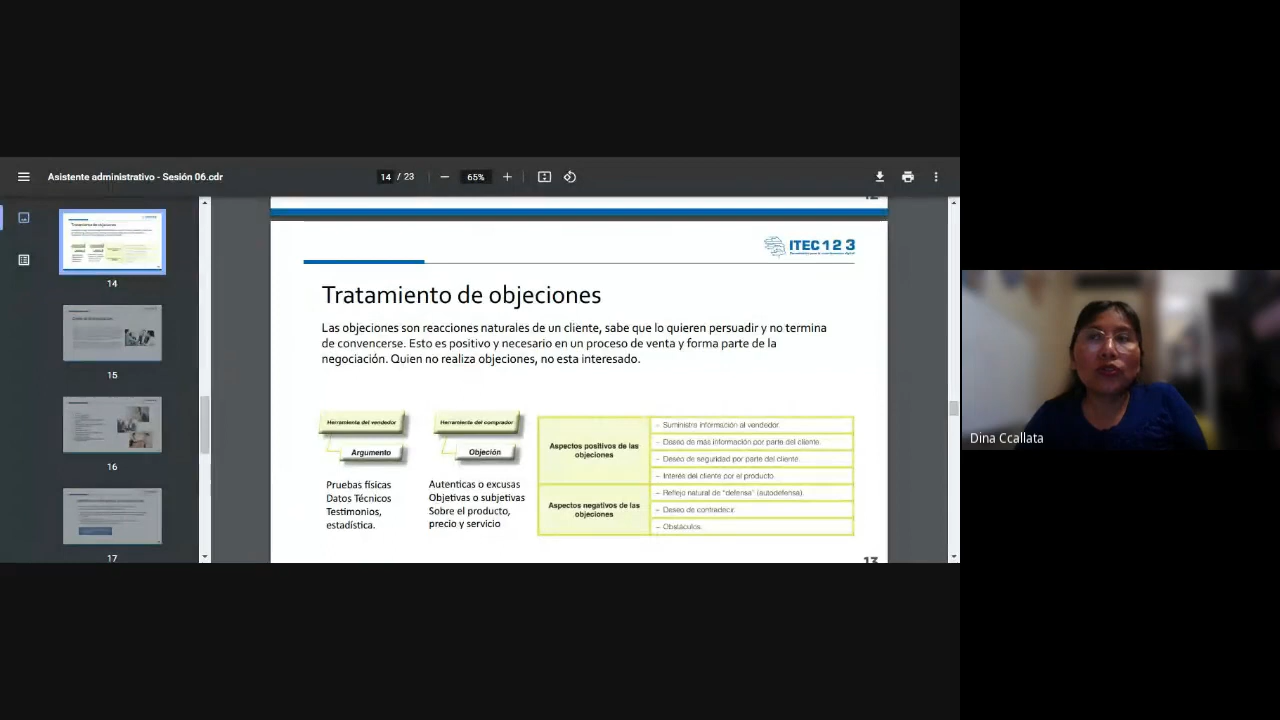 Asistente administrativo - Sesión 06.cdr
14 / 23
65%
14
15
16
17
ITEC 1 2 3
Tratamiento de objeciones
Las objeciones son reacciones naturales de un cliente, sabe que lo quieren persuadir y no termina
de convencerse. Esto es positivo y necesario en un proceso de venta y forma parte de la
negociación. Quien no realiza objeciones, no esta interesado.
Herramienta del vendedor
Argumento
Pruebas físicas
Datos Técnicos
Testimonios,
estadística.
Herramienta del comprador
Objeción
Autenticas o excusas
Objetivas o subjetivas
Sobre el producto,
precio y servicio
Aspectos positivos de las
objeciones
– Suministra información al vendedor.
– Deseo de más información por parte del cliente.
– Deseo de seguridad por parte del cliente.
– Interés del cliente por el producto.
Aspectos negativos de las
objeciones
– Reflejo natural de "defensa" (autodefensa).
– Deseo de contradecir.
– Obstáculos.
13
Dina Ccallata